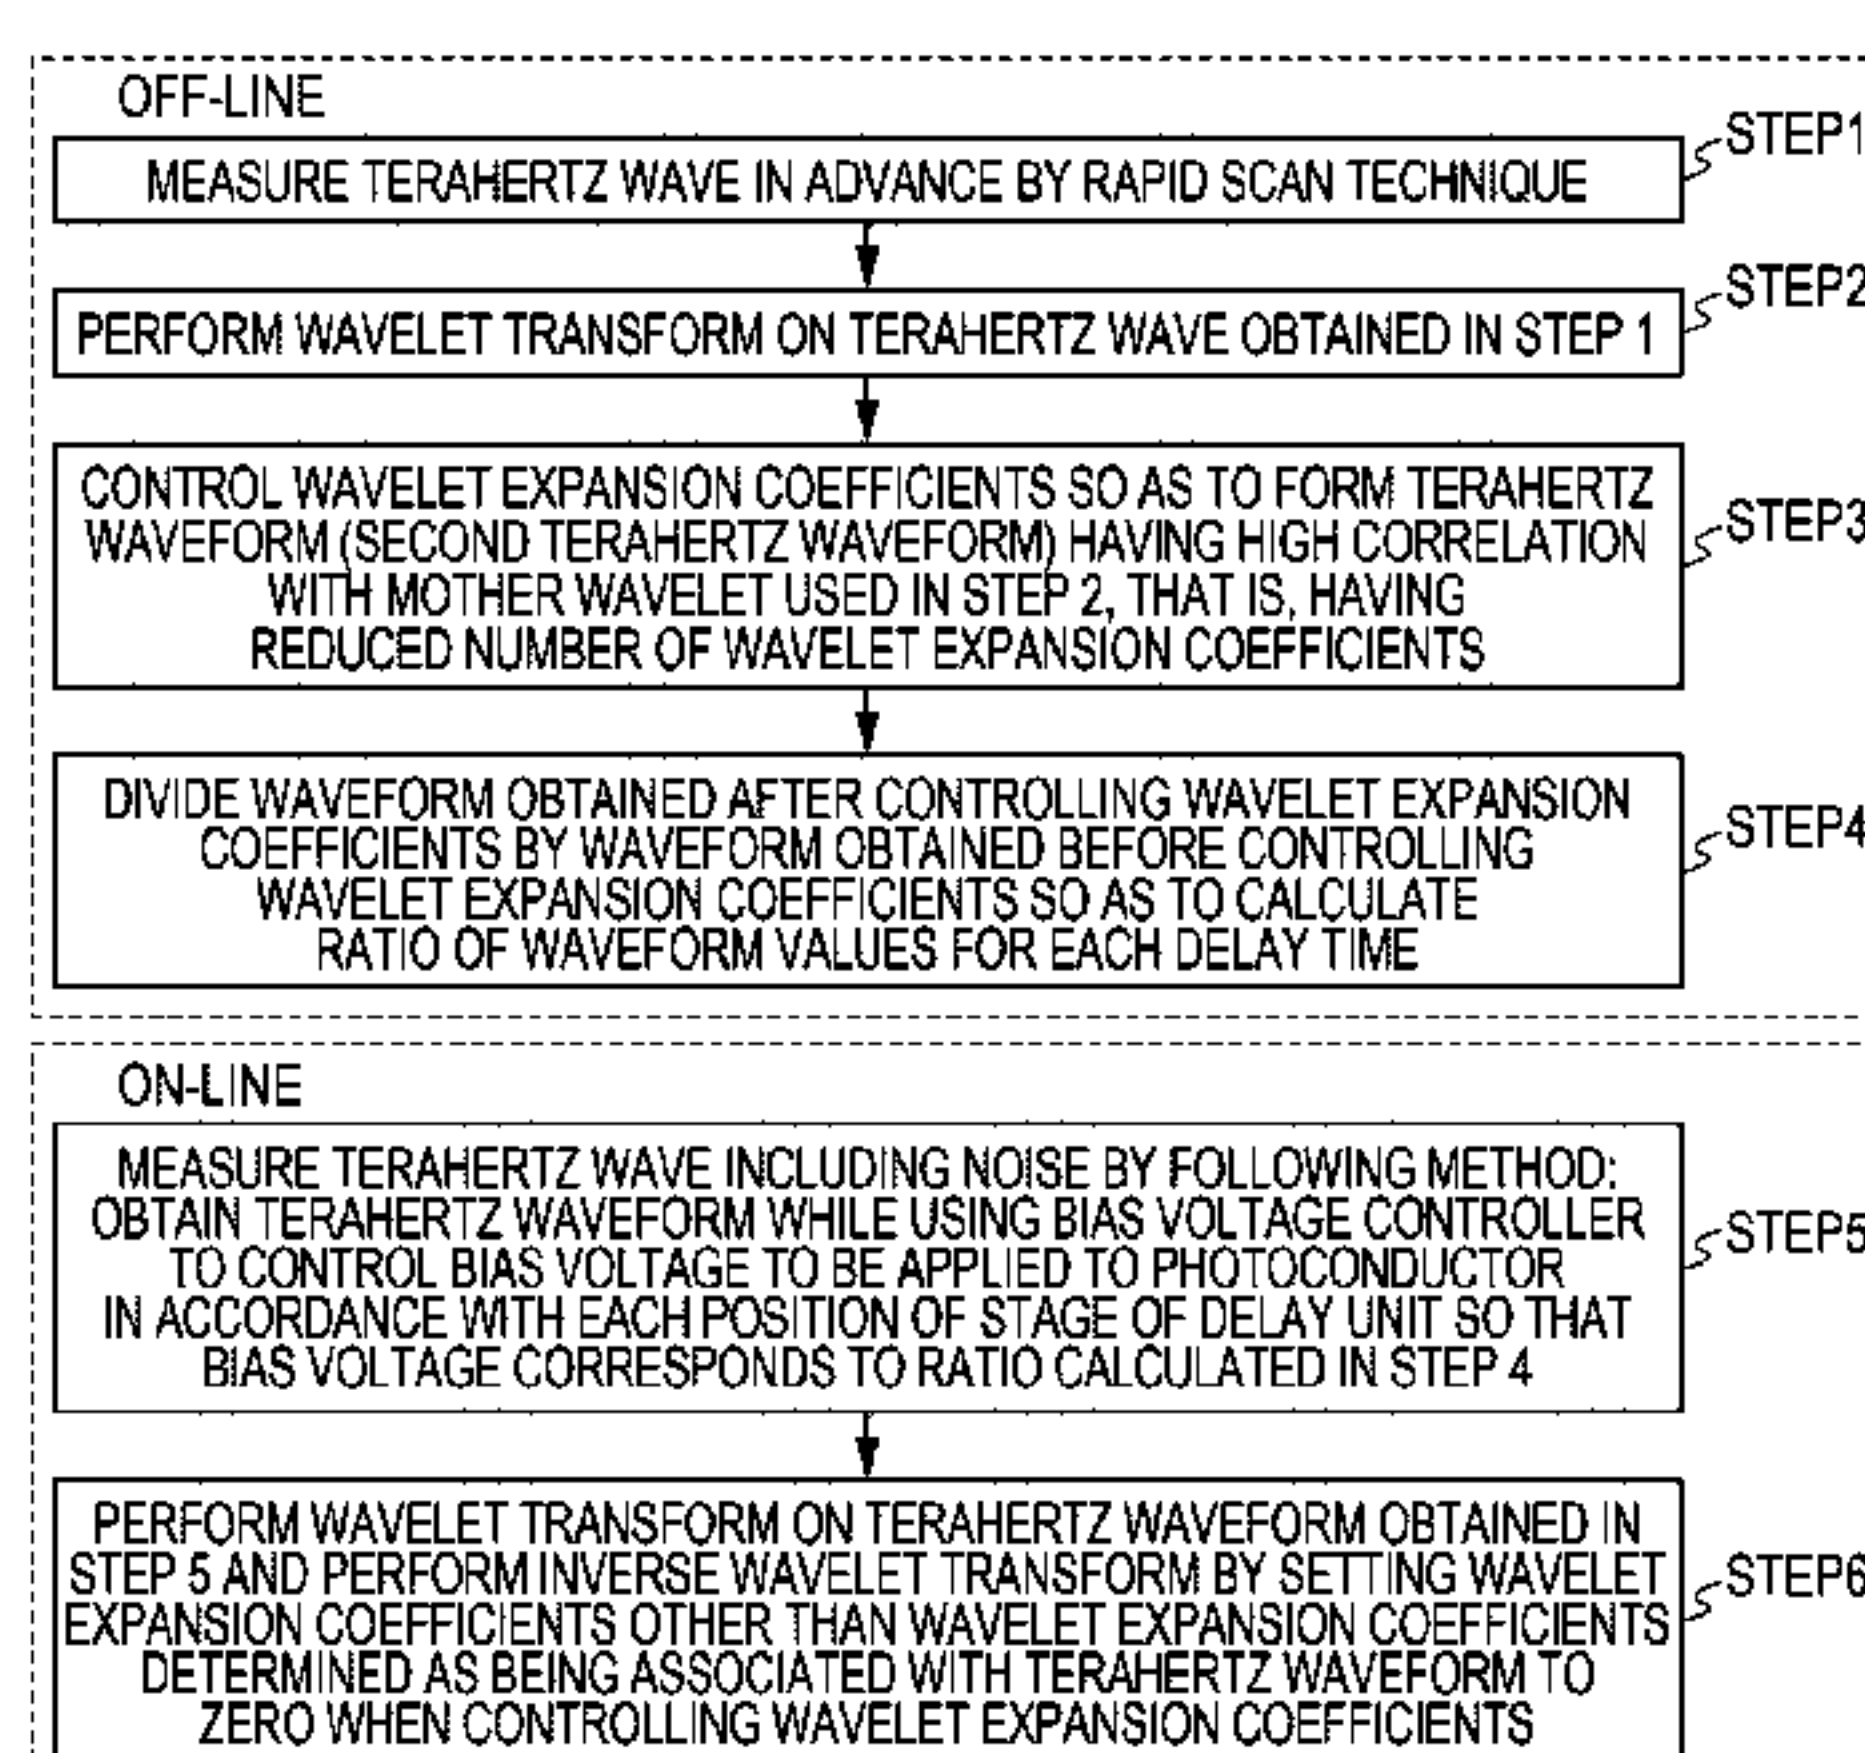 OFF-LINE
MEASURE TERAHERTZ WAVE IN ADVANCE BY RAPID SCAN TECHNIQUE
STEP1
PERFORM WAVELET TRANSFORM ON TERAHERTZ WAVE OBTAINED IN STEP 1
STEP2
CONTROL WAVELET EXPANSION COEFFICIENTS SO AS TO FORM TERAHERTZ
WAVEFORM (SECOND TERAHERTZ WAVEFORM) HAVING HIGH CORRELATION
WITH MOTHER WAVELET USED IN STEP 2, THAT IS, HAVING
REDUCED NUMBER OF WAVELET EXPANSION COEFFICIENTS
STEP3
DIVIDE WAVEFORM OBTAINED AFTER CONTROLLING WAVELET EXPANSION
COEFFICIENTS BY WAVEFORM OBTAINED BEFORE CONTROLLING
WAVELET EXPANSION COEFFICIENTS SO AS TO CALCULATE
RATIO OF WAVEFORM VALUES FOR EACH DELAY TIME
STEP4
ON-LINE
MEASURE TERAHERTZ WAVE INCLUDING NOISE BY FOLLOWING METHOD:
OBTAIN TERAHERTZ WAVEFORM WHILE USING BIAS VOLTAGE CONTROLLER
TO CONTROL BIAS VOLTAGE TO BE APPLIED TO PHOTOCONDUCTOR
IN ACCORDANCE WITH EACH POSITION OF STAGE OF DELAY UNIT SO THAT
BIAS VOLTAGE CORRESPONDS TO RATIO CALCULATED IN STEP 4
STEP5
PERFORM WAVELET TRANSFORM ON TERAHERTZ WAVEFORM OBTAINED IN
STEP 5 AND PERFORM INVERSE WAVELET TRANSFORM BY SETTING WAVELET
EXPANSION COEFFICIENTS OTHER THAN WAVELET EXPANSION COEFFICIENTS
DETERMINED AS BEING ASSOCIATED WITH TERAHERTZ WAVEFORM TO
ZERO WHEN CONTROLLING WAVELET EXPANSION COEFFICIENTS
STEP6